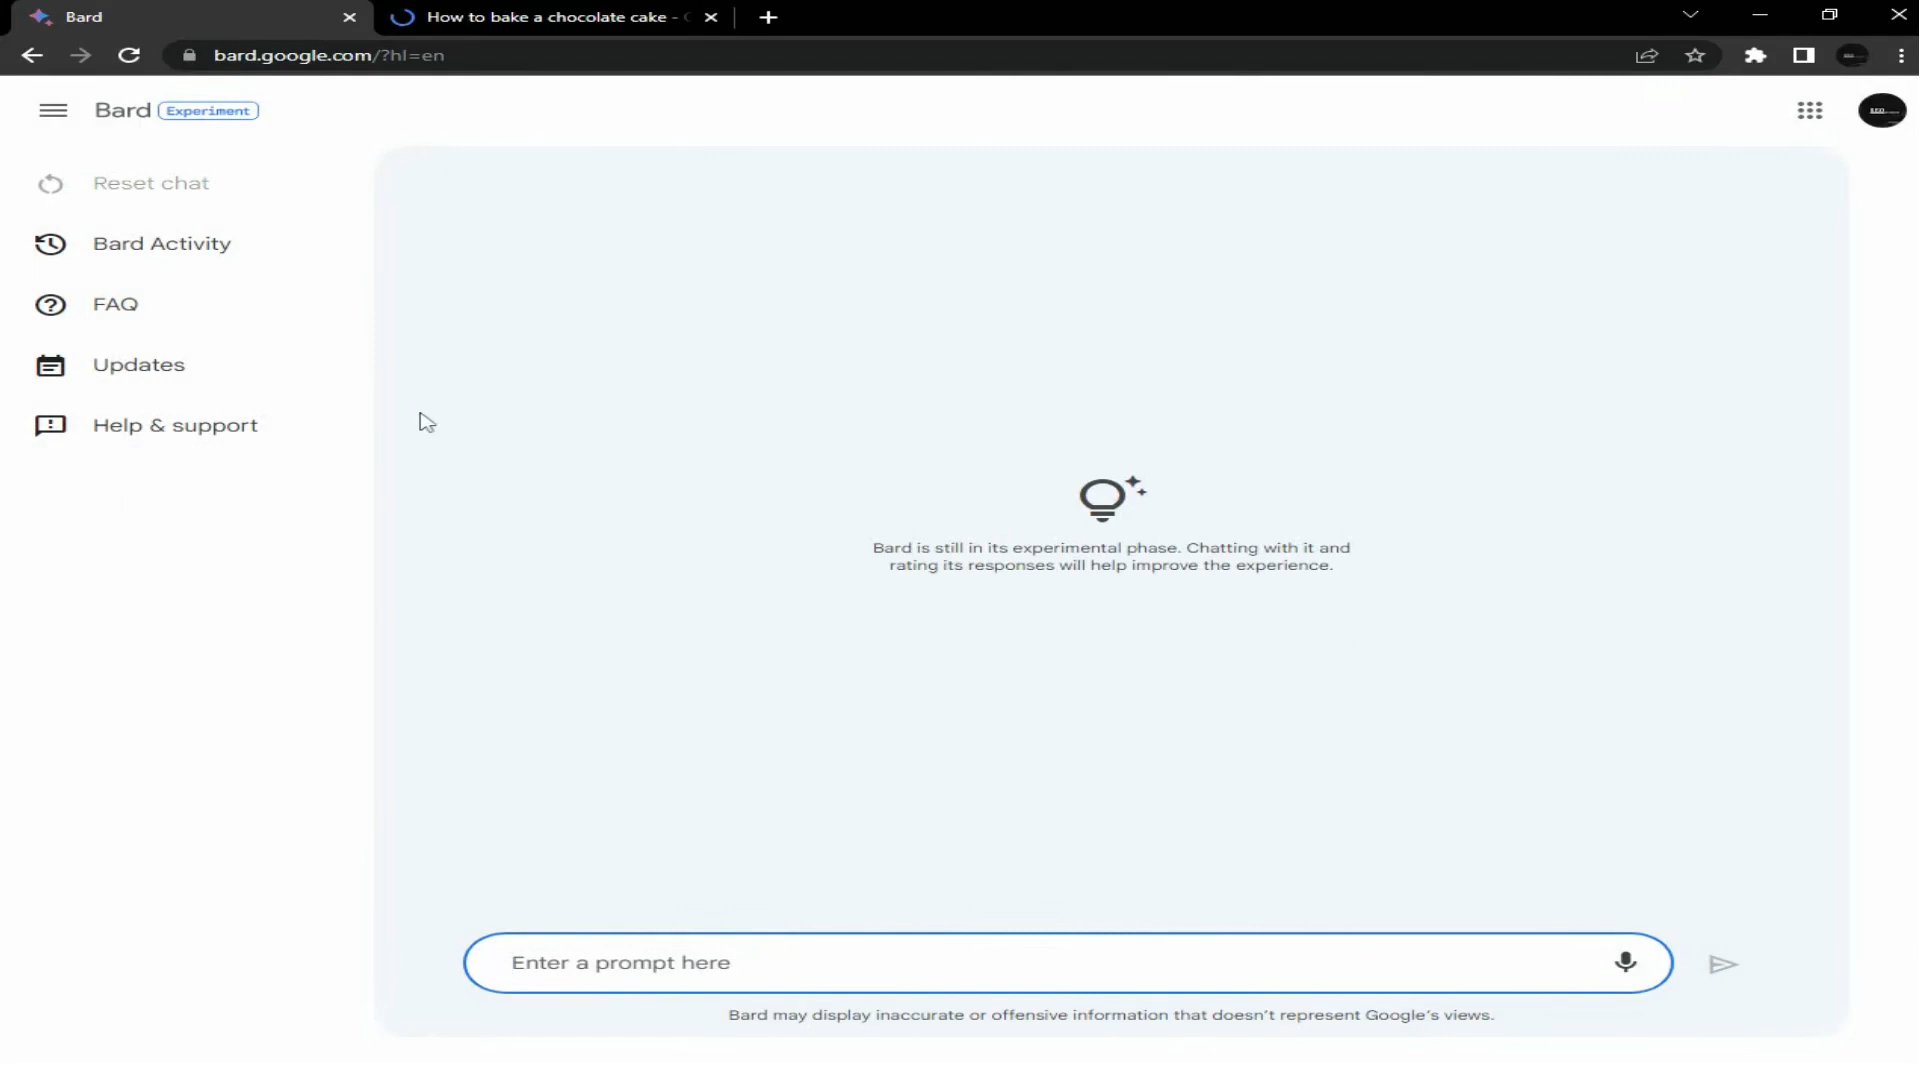 Bard
How to bake a chocolate cake -
bard.google.com/?hl=en
Bard Experiment
Reset chat
Bard Activity
FAQ
Updates
Help & support
Bard is still in its experimental phase. Chatting with it and
rating its responses will help improve the experience.
Enter a prompt here
Bard may display inaccurate or offensive information that doesn't represent Google's views.